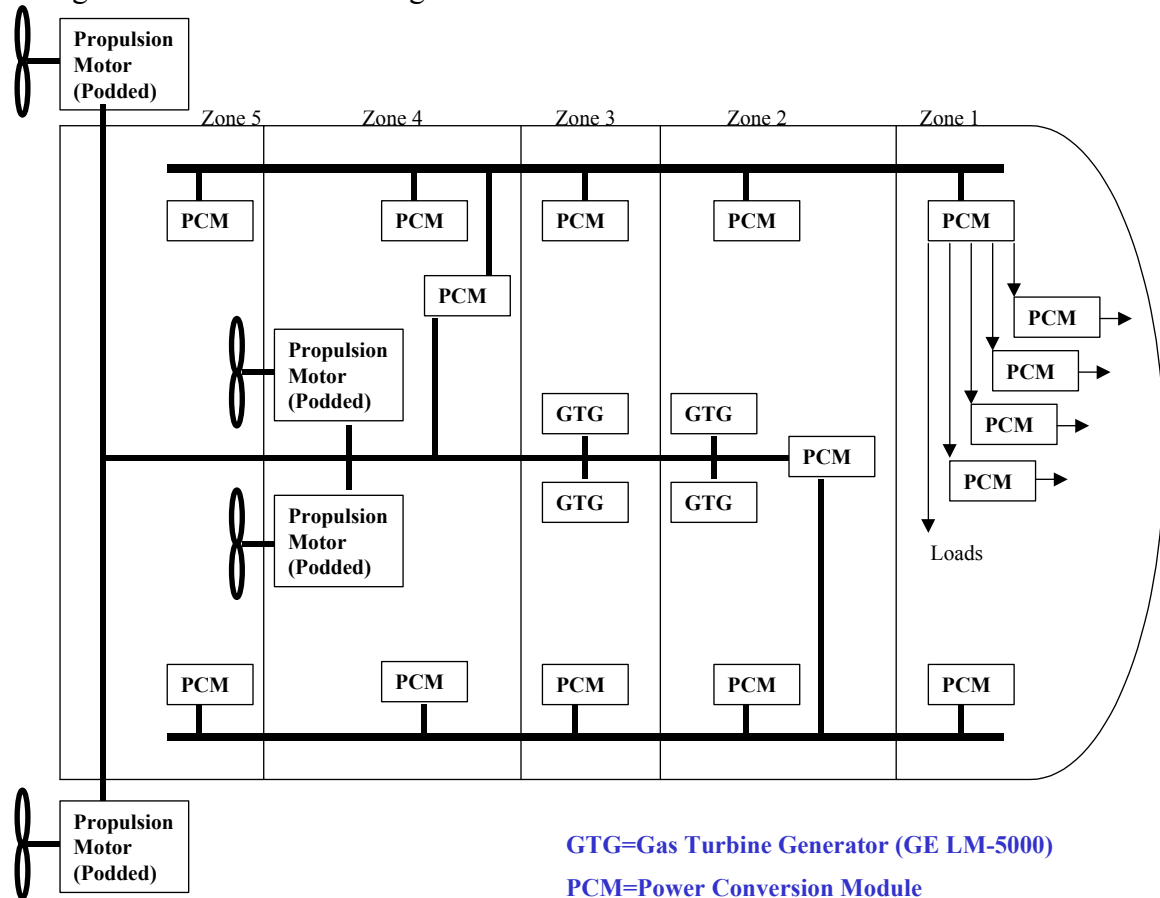 Propulsion
Motor
(Podded)
Zone 5
Zone 4
Zone 3
Zone 2
Zone 1
PCM
PCM
PCM
PCM
PCM
PCM
PCM
PCM
PCM
PCM
Propulsion
Motor
(Podded)
GTG
GTG
PCM
GTG
GTG
Propulsion
Motor
(Podded)
Loads
PCM
PCM
PCM
PCM
PCM
Propulsion
Motor
(Podded)
GTG=Gas Turbine Generator (GE LM-5000)
PCM=Power Conversion Module